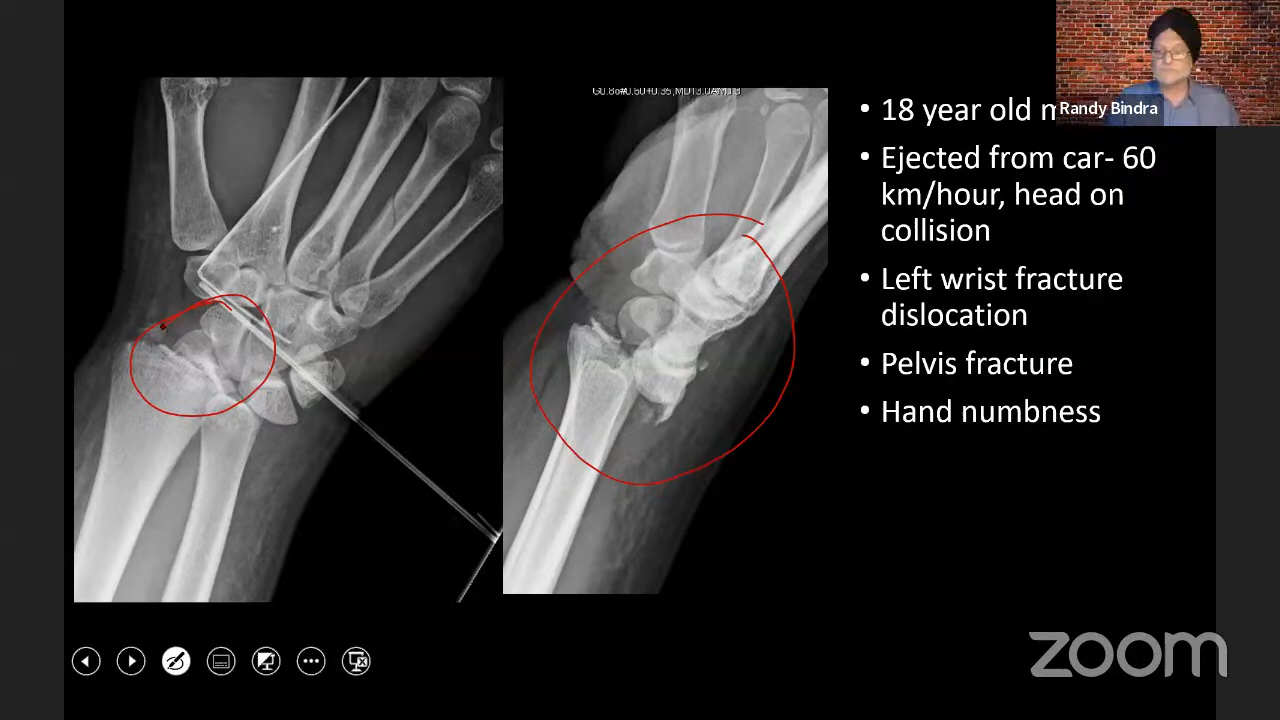 • 18 year old m
Randy Bindra
• Ejected from car- 60
km/hour, head on
collision
• Left wrist fracture
dislocation
• Pelvis fracture
• Hand numbness
zoom